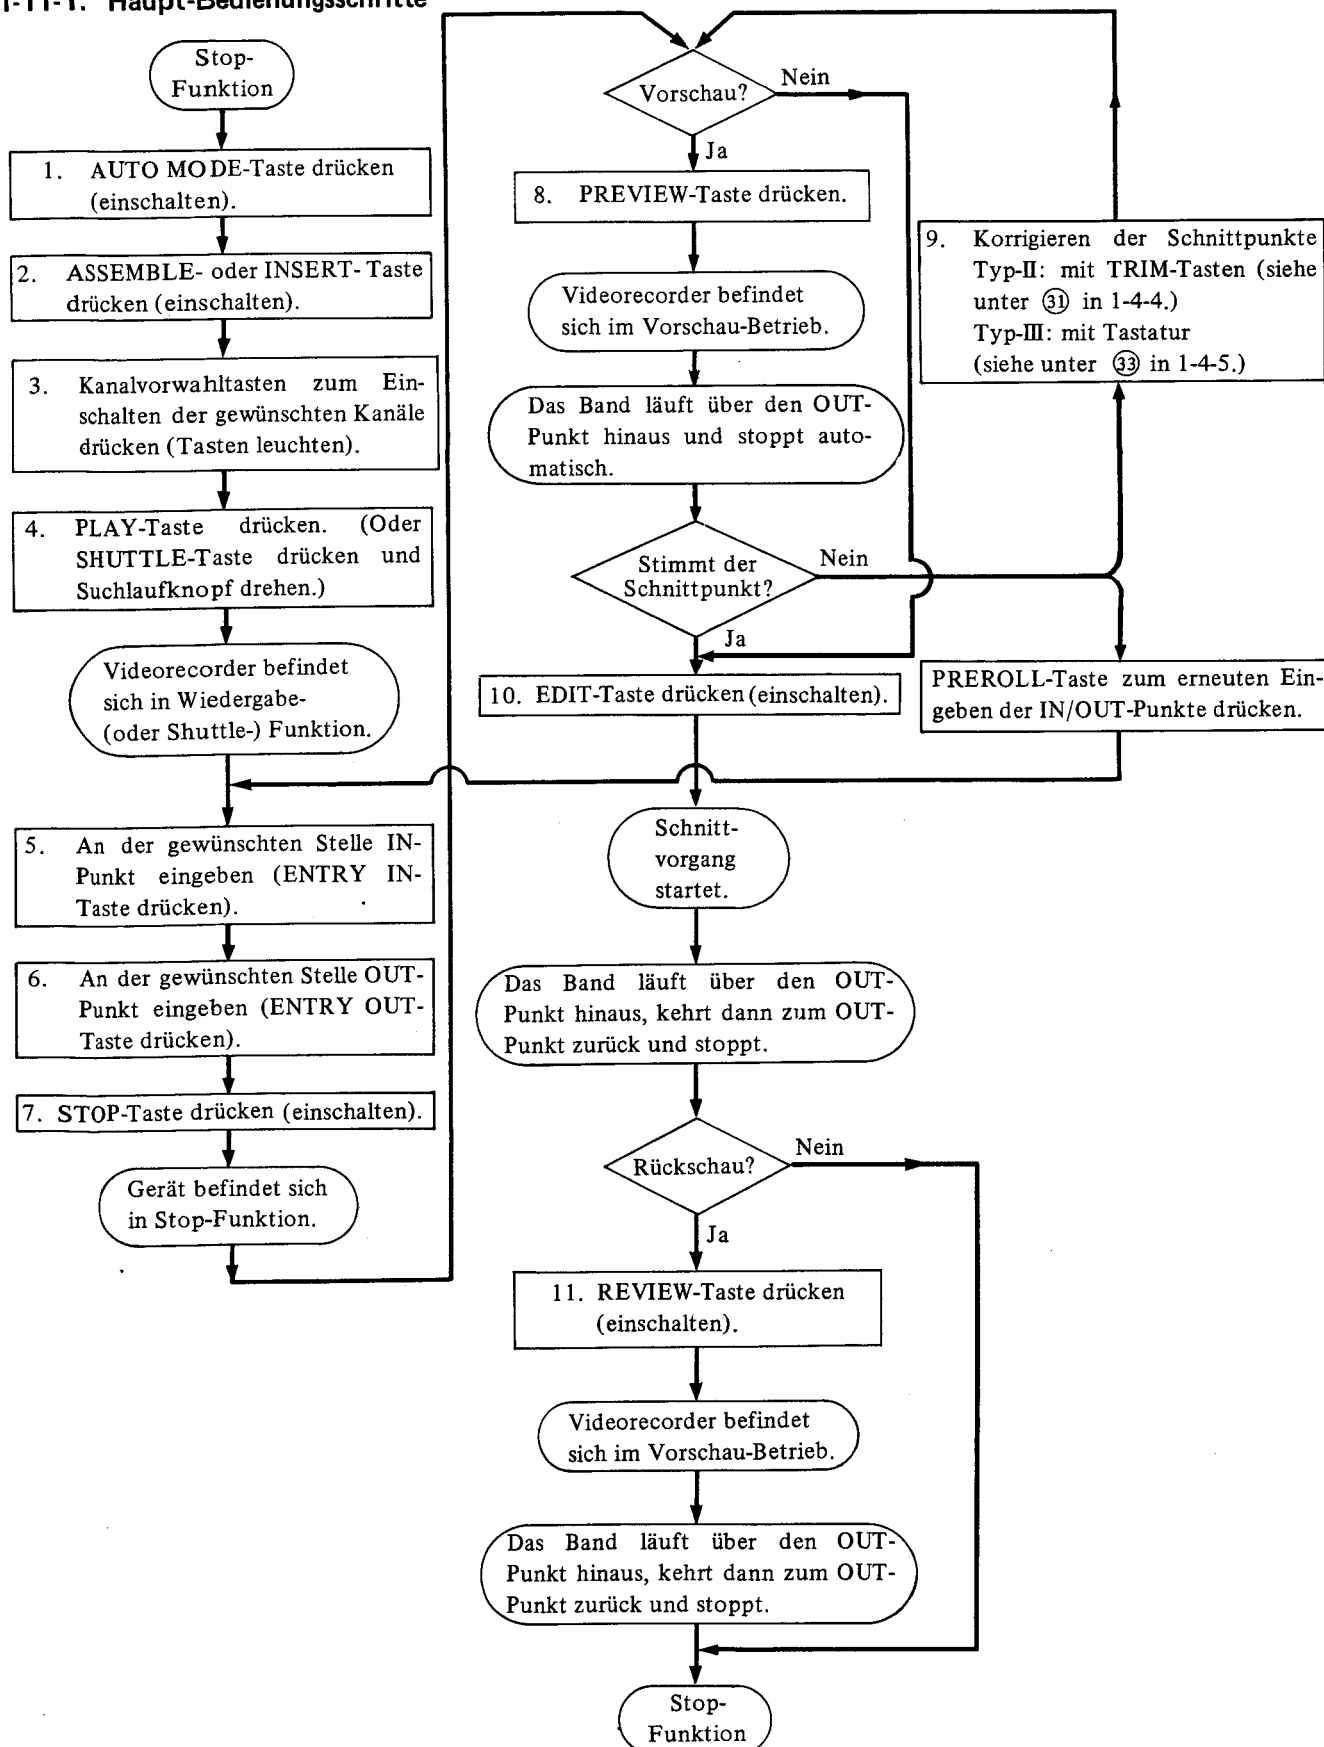 1-11-1. Haupt-Bedienungsschritte
Stop-
Funktion
1. AUTO MODE-Taste drücken
(einschalten).
2. ASSEMBLE- oder INSERT-Taste
drücken (einschalten).
3. Kanalvorwahltasten zum Ein-
schalten der gewünschten Kanäle
drücken (Tasten leuchten).
4. PLAY-Taste drücken. (Oder
SHUTTLE-Taste drücken und
Suchlaufknopf drehen.)
Videorecorder befindet
sich in Wiedergabe-
(oder Shuttle-) Funktion.
5. An der gewünschten Stelle IN-
Punkt eingeben (ENTRY IN-
Taste drücken).
6. An der gewünschten Stelle OUT-
Punkt eingeben (ENTRY OUT-
Taste drücken).
7. STOP-Taste drücken (einschalten).
Gerät befindet sich
in Stop-Funktion.
Vorschau?
Nein
Ja
8. PREVIEW-Taste drücken.
Videorecorder befindet
sich im Vorschau-Betrieb.
Das Band läuft über den OUT-
Punkt hinaus und stoppt auto-
matisch.
Stimmt der
Schnittpunkt?
Nein
Ja
9. Korrigieren der Schnittpunkte
Typ-II: mit TRIM-Tasten (siehe
unter ㉛ in 1-4-4.)
Typ-III: mit Tastatur
(siehe unter ㉝ in 1-4-5.)
PREROLL-Taste zum erneuten Ein-
geben der IN/OUT-Punkte drücken.
10. EDIT-Taste drücken (einschalten).
Schnitt-
vorgang
startet.
Das Band läuft über den OUT-
Punkt hinaus, kehrt dann zum OUT-
Punkt zurück und stoppt.
Rückschau?
Nein
Ja
11. REVIEW-Taste drücken
(einschalten).
Videorecorder befindet
sich im Vorschau-Betrieb.
Das Band läuft über den OUT-
Punkt hinaus, kehrt dann zum OUT-
Punkt zurück und stoppt.
Stop-
Funktion